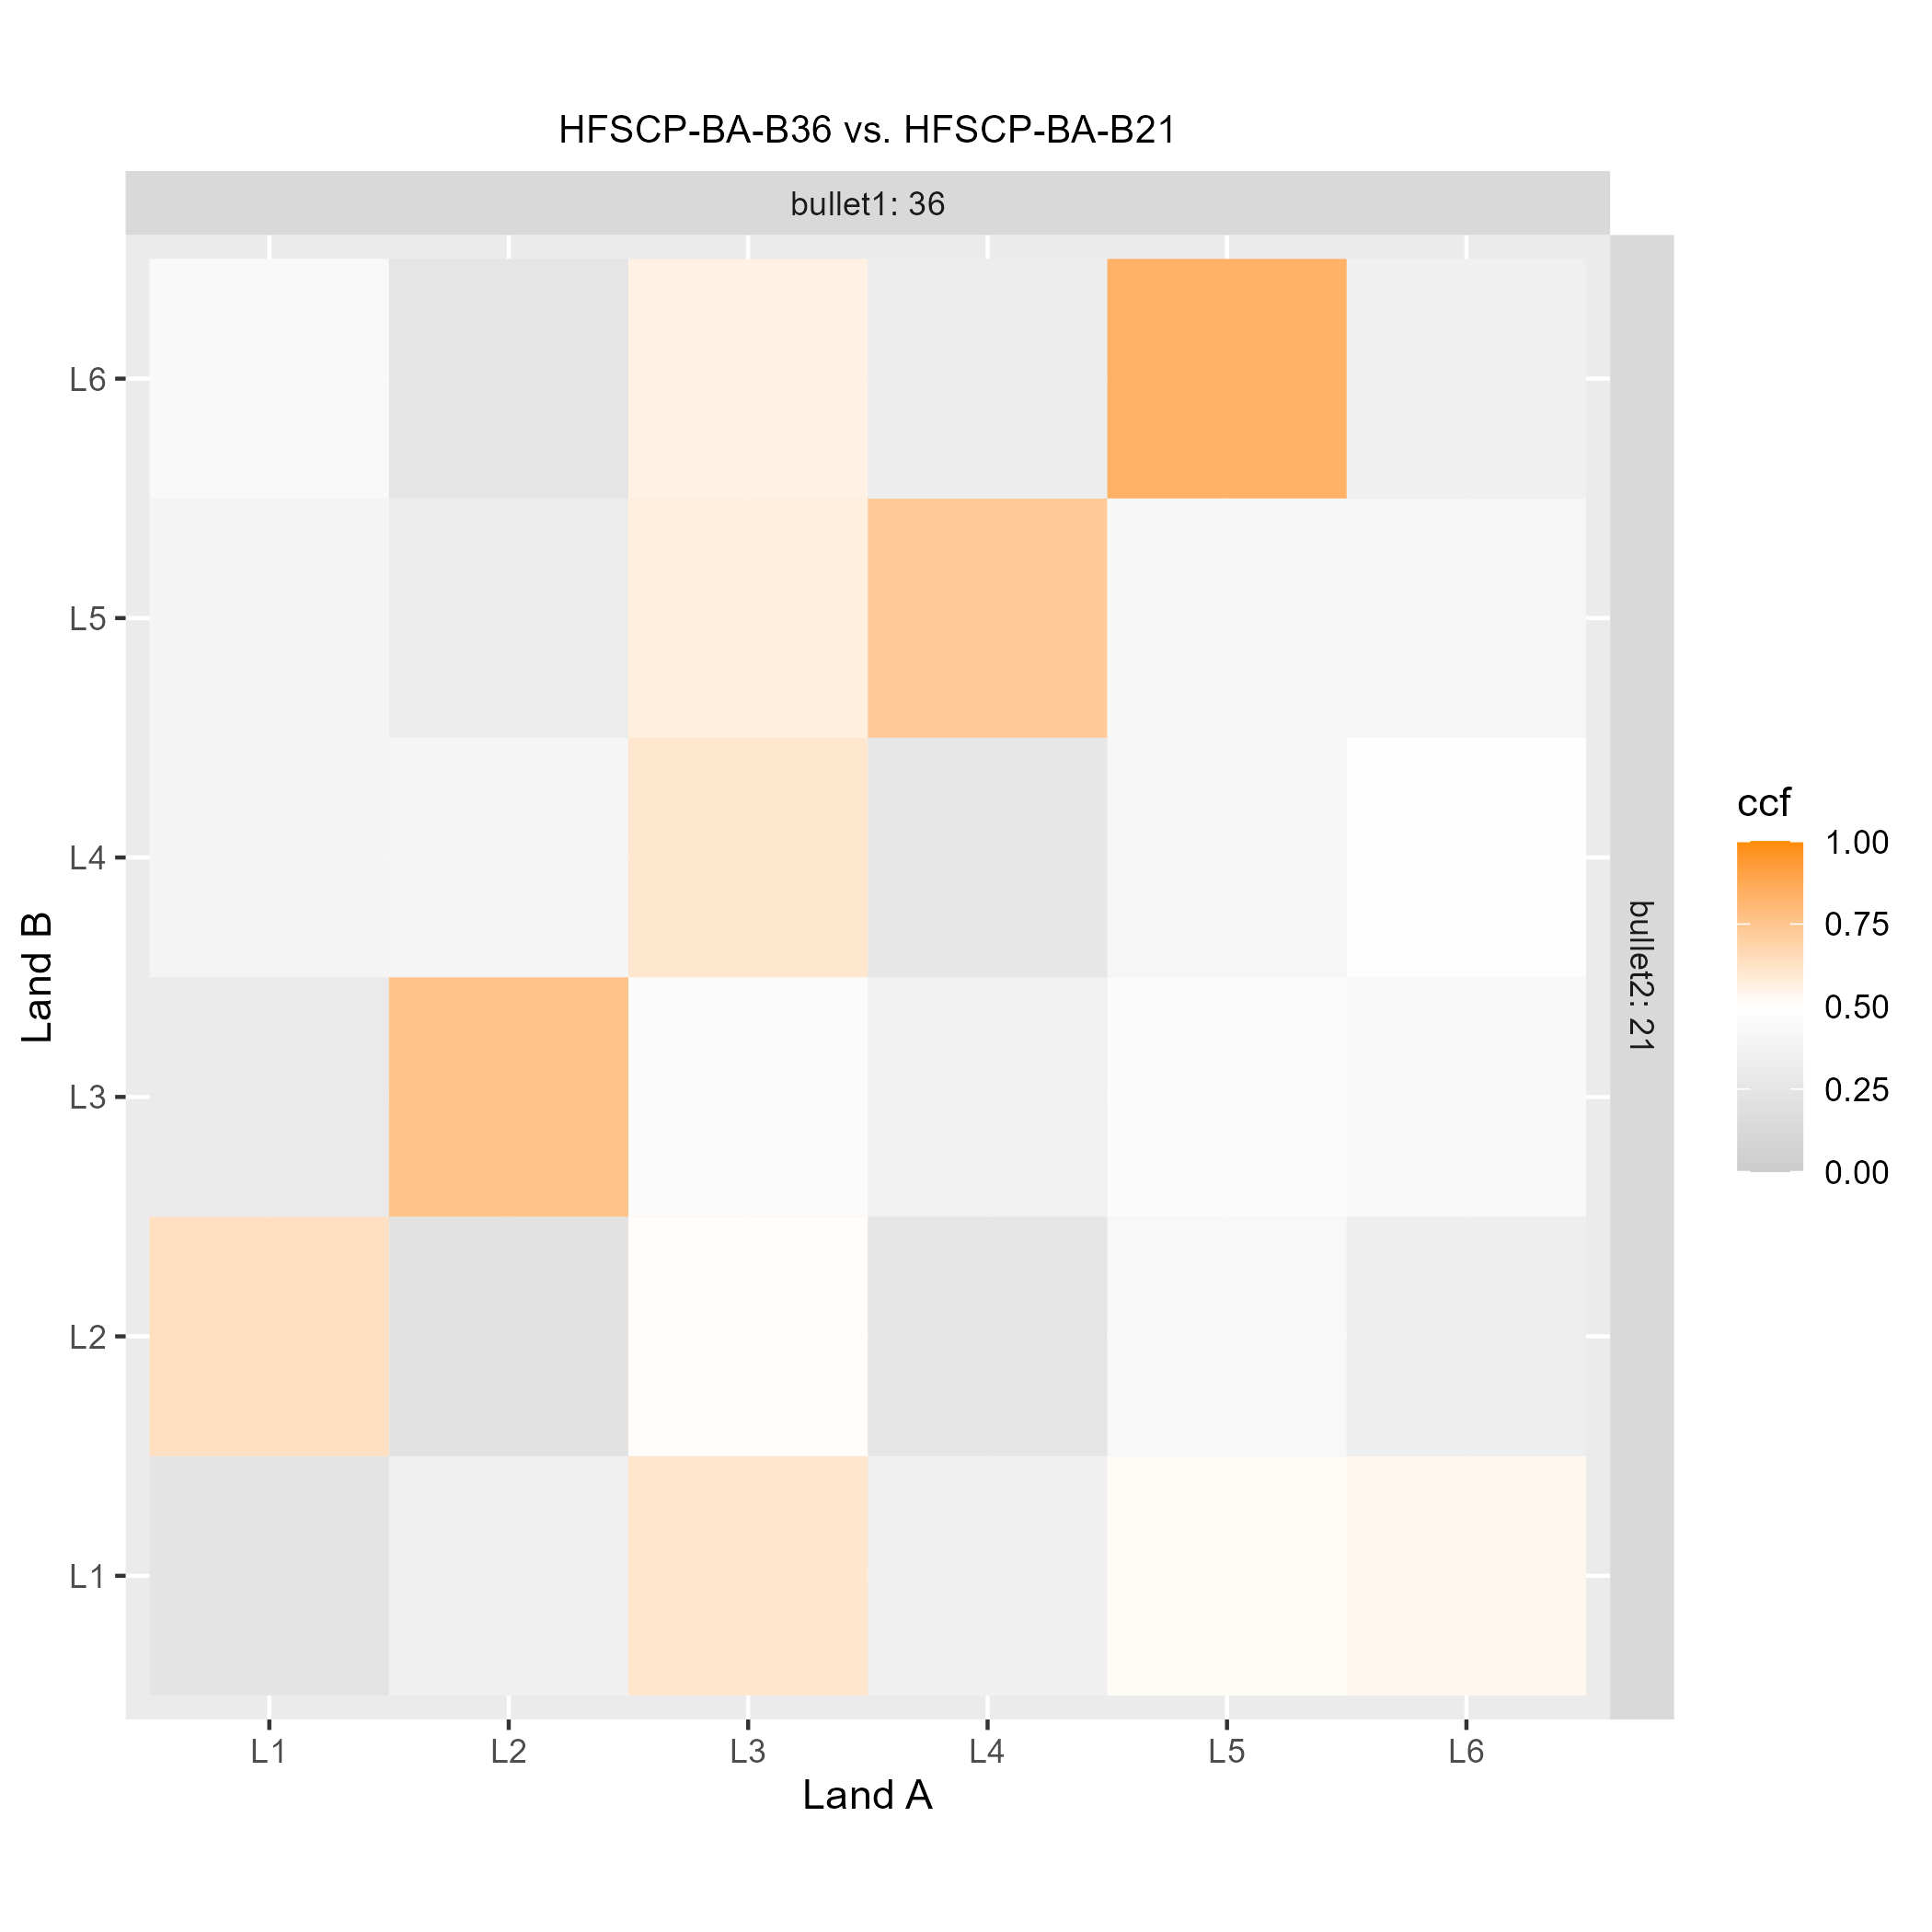 HFSCP-BA-B36 vs. HFSCP-BA-B21
bullet1: 36
L6
L5
L4
L3
L2
L1
Land B
bullet2: 21
L1 L2 L3 L4 L5 L6
Land A
ccf
1.00
0.75
0.50
0.25
0.00